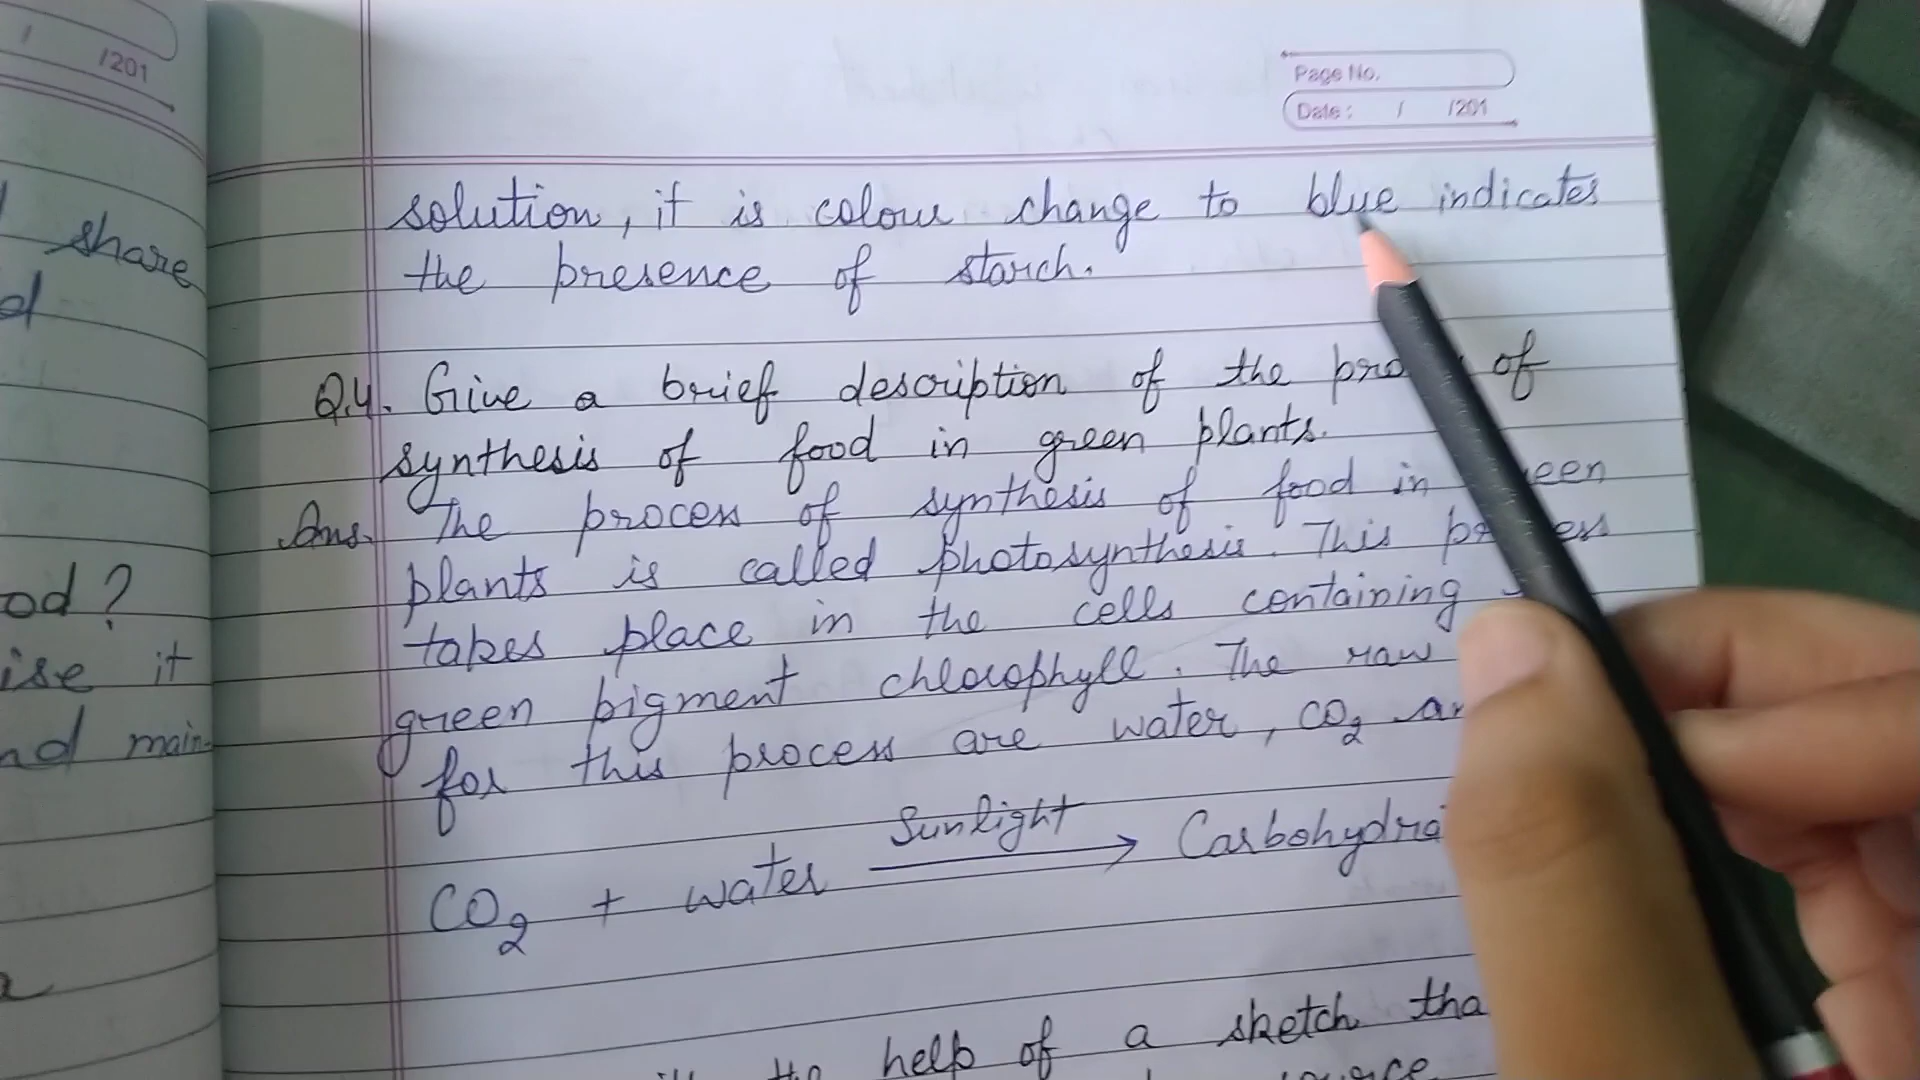 / /201
share
d
od?
ise it
nd main-
a
Page No.
Date: / /201
solution, it is colour change to blue indicates
the presence of starch.
Q.4. Give a brief description of the of
synthesis of food in green plants.
Ans. The process of synthesis of food in
plants is called photosynthesis. This
takes place in the cells containing
green pigment chlorophyll. The raw
for this process are water, CO2
Sunlight
CO2 + water → Carbohydra
help of a sketch tha